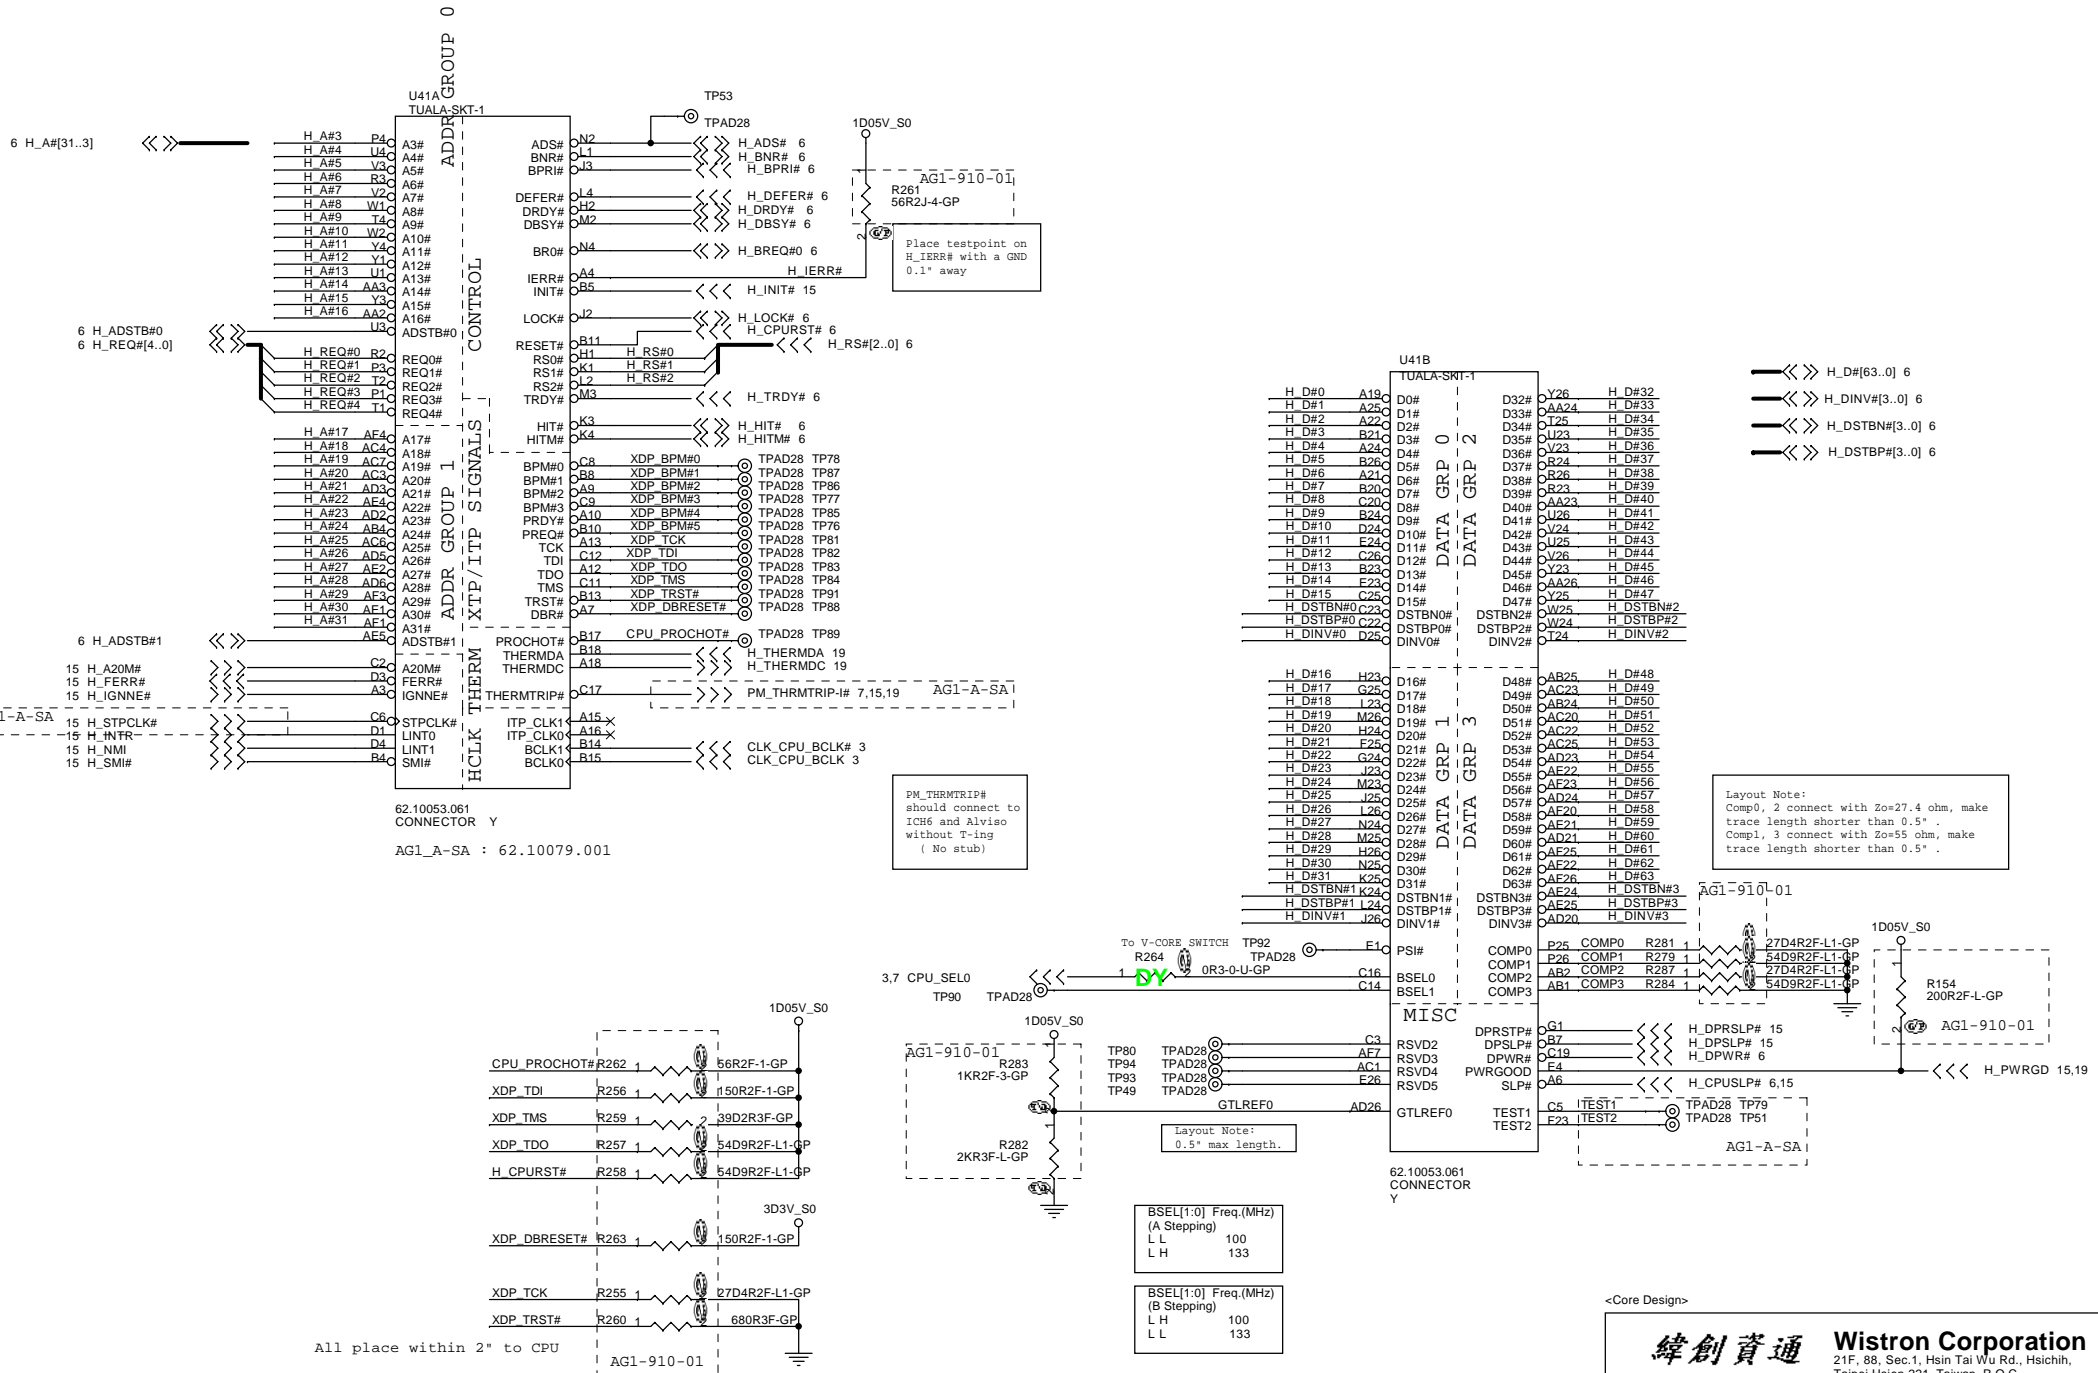 ADDR GROUP 0
U41A
TUALA-SKT-1
6 H_A#[31..3]
H_A#3 P4 A3#
H_A#4 U4 A4#
H_A#5 V3 A5#
H_A#6 R3 A6#
H_A#7 V2 A7#
H_A#8 W1 A8#
H_A#9 T4 A9#
H_A#10 W2 A10#
H_A#11 Y4 A11#
H_A#12 Y1 A12#
H_A#13 U1 A13#
H_A#14 AA3 A14#
H_A#15 Y3 A15#
H_A#16 AA2 A16#
6 H_ADSTB#0 U3 ADSTB#0
6 H_REQ#[4..0]
H_REQ#0 R2 REQ0#
H_REQ#1 P3 REQ1#
H_REQ#2 T2 REQ2#
H_REQ#3 P1 REQ3#
H_REQ#4 T1 REQ4#
H_A#17 AF4 A17#
H_A#18 AC4 A18#
H_A#19 AC7 A19#
H_A#20 AC3 A20#
H_A#21 AD3 A21#
H_A#22 AE4 A22#
H_A#23 AD2 A23#
H_A#24 AB4 A24#
H_A#25 AC6 A25#
H_A#26 AD5 A26#
H_A#27 AE2 A27#
H_A#28 AD6 A28#
H_A#29 AF3 A29#
H_A#30 AE1 A30#
H_A#31 AF1 A31#
6 H_ADSTB#1 AE5 ADSTB#1
15 H_A20M# C2 A20M#
15 H_FERR# D3 FERR#
15 H_IGNNE# A3 IGNNE#
1-A-SA
15 H_STPCLK# C6 STPCLK#
15 H_INTR D1 LINT0
15 H_NMI D4 LINT1
15 H_SMI# B4 SMI#
CONTROL
ADDR GROUP 1
XTP/ITP SIGNALS
HCLK THERM
TP53
TPAD28
ADS# N2 H_ADS# 6
BNR# L1 H_BNR# 6
BPRI# J3 H_BPRI# 6
DEFER# L4 H_DEFER# 6
DRDY# H2 H_DRDY# 6
DBSY# M2 H_DBSY# 6
BR0# N4 H_BREQ#0 6
IERR# A4 H_IERR#
INIT# B5 H_INIT# 15
LOCK# J2 H_LOCK# 6
RESET# B11 H_CPURST# 6
RS0# H1 H_RS#0
RS1# K1 H_RS#1
RS2# L2 H_RS#2
H_RS#[2..0] 6
TRDY# M3 H_TRDY# 6
HIT# K3 H_HIT# 6
HITM# K4 H_HITM# 6
BPM#0 C8 XDP_BPM#0 TPAD28 TP78
BPM#1 B8 XDP_BPM#1 TPAD28 TP87
BPM#2 A9 XDP_BPM#2 TPAD28 TP86
BPM#3 C9 XDP_BPM#3 TPAD28 TP77
PRDY# A10 XDP_BPM#4 TPAD28 TP85
PREQ# B10 XDP_BPM#5 TPAD28 TP76
TCK A13 XDP_TCK TPAD28 TP81
TDI C12 XDP_TDI TPAD28 TP82
TDO A12 XDP_TDO TPAD28 TP83
TMS C11 XDP_TMS TPAD28 TP84
TRST# B13 XDP_TRST# TPAD28 TP91
DBR# A7 XDP_DBRESET# TPAD28 TP88
PROCHOT# B17 CPU_PROCHOT# TPAD28 TP89
THERMDA B18 H_THERMDA 19
THERMDC A18 H_THERMDC 19
THERMTRIP# C17 PM_THRMTRIP-I# 7,15,19 AG1-A-SA
ITP_CLK1 A15
ITP_CLK0 A16
BCLK1 B14 CLK_CPU_BCLK# 3
BCLK0 B15 CLK_CPU_BCLK 3
62.10053.061
CONNECTOR Y
AG1_A-SA : 62.10079.001
1D05V_S0
AG1-910-01
1
R261
56R2J-4-GP
2
Place testpoint on
H_IERR# with a GND
0.1" away
PM_THRMTRIP#
should connect to
ICH6 and Alviso
without T-ing
( No stub)
U41B
TUALA-SKT-1
H_D#0 A19 D0#
H_D#1 A25 D1#
H_D#2 A22 D2#
H_D#3 B21 D3#
H_D#4 A24 D4#
H_D#5 B26 D5#
H_D#6 A21 D6#
H_D#7 B20 D7#
H_D#8 C20 D8#
H_D#9 B24 D9#
H_D#10 D24 D10#
H_D#11 E24 D11#
H_D#12 C26 D12#
H_D#13 B23 D13#
H_D#14 E23 D14#
H_D#15 C25 D15#
H_DSTBN#0 C23 DSTBN0#
H_DSTBP#0 C22 DSTBP0#
H_DINV#0 D25 DINV0#
H_D#16 H23 D16#
H_D#17 G25 D17#
H_D#18 L23 D18#
H_D#19 M26 D19#
H_D#20 H24 D20#
H_D#21 F25 D21#
H_D#22 G24 D22#
H_D#23 J23 D23#
H_D#24 M23 D24#
H_D#25 J25 D25#
H_D#26 L26 D26#
H_D#27 N24 D27#
H_D#28 M25 D28#
H_D#29 H26 D29#
H_D#30 N25 D30#
H_D#31 K25 D31#
H_DSTBN#1 K24 DSTBN1#
H_DSTBP#1 L24 DSTBP1#
H_DINV#1 J26 DINV1#
DATA GRP 0
DATA GRP 2
DATA GRP 1
DATA GRP 3
MISC
D32# Y26 H_D#32
D33# AA24 H_D#33
D34# T25 H_D#34
D35# U23 H_D#35
D36# V23 H_D#36
D37# R24 H_D#37
D38# R26 H_D#38
D39# R23 H_D#39
D40# AA23 H_D#40
D41# U26 H_D#41
D42# V24 H_D#42
D43# U25 H_D#43
D44# V26 H_D#44
D45# Y23 H_D#45
D46# AA26 H_D#46
D47# Y25 H_D#47
DSTBN2# W25 H_DSTBN#2
DSTBP2# W24 H_DSTBP#2
DINV2# T24 H_DINV#2
D48# AB25 H_D#48
D49# AC23 H_D#49
D50# AB24 H_D#50
D51# AC20 H_D#51
D52# AC22 H_D#52
D53# AC25 H_D#53
D54# AD23 H_D#54
D55# AE22 H_D#55
D56# AF23 H_D#56
D57# AD24 H_D#57
D58# AF20 H_D#58
D59# AE21 H_D#59
D60# AD21 H_D#60
D61# AF25 H_D#61
D62# AF22 H_D#62
D63# AF26 H_D#63
DSTBN3# AE24 H_DSTBN#3
DSTBP3# AE25 H_DSTBP#3
DINV3# AD20 H_DINV#3
H_D#[63..0] 6
H_DINV#[3..0] 6
H_DSTBN#[3..0] 6
H_DSTBP#[3..0] 6
Layout Note:
Comp0, 2 connect with Zo=27.4 ohm, make
trace length shorter than 0.5" .
Comp1, 3 connect with Zo=55 ohm, make
trace length shorter than 0.5" .
AG1-910-01
COMP0 P25 COMP0 R281 1 27D4R2F-L1-GP
COMP1 P26 COMP1 R279 1 54D9R2F-L1-GP
COMP2 AB2 COMP2 R287 1 27D4R2F-L1-GP
COMP3 AB1 COMP3 R284 1 54D9R2F-L1-GP
1D05V_S0
1
R154
200R2F-L-GP
2
AG1-910-01
To V-CORE SWITCH
TP92
TPAD28
E1 PSI#
R264
3,7 CPU_SEL0 1 DY 2 0R3-0-U-GP C16 BSEL0
TP90 TPAD28 C14 BSEL1
DPRSTP# G1 H_DPRSLP# 15
DPSLP# B7 H_DPSLP# 15
DPWR# C19 H_DPWR# 6
PWRGOOD E4 H_PWRGD 15,19
SLP# A6 H_CPUSLP# 6,15
TP80 TPAD28 C3 RSVD2
TP94 TPAD28 AF7 RSVD3
TP93 TPAD28 AC1 RSVD4
TP49 TPAD28 E26 RSVD5
GTLREF0 AD26 GTLREF0
TEST1 C5 TEST1 TPAD28 TP79
TEST2 F23 TEST2 TPAD28 TP51
AG1-A-SA
62.10053.061
CONNECTOR
Y
1D05V_S0
AG1-910-01
1
R283
1KR2F-3-GP
1
R282
2KR3F-L-GP
Layout Note:
0.5" max length.
BSEL[1:0] Freq.(MHz)
(A Stepping)
L L 100
L H 133
BSEL[1:0] Freq.(MHz)
(B Stepping)
L H 100
L L 133
1D05V_S0
CPU_PROCHOT# R262 1 56R2F-1-GP
XDP_TDI R256 1 150R2F-1-GP
XDP_TMS R259 1 2 39D2R3F-GP
XDP_TDO R257 1 54D9R2F-L1-GP
H_CPURST# R258 1 54D9R2F-L1-GP
3D3V_S0
XDP_DBRESET# R263 1 150R2F-1-GP
XDP_TCK R255 1 27D4R2F-L1-GP
XDP_TRST# R260 1 2 680R3F-GP
All place within 2" to CPU
AG1-910-01
<Core Design>
緯創資通
Wistron Corporation
21F, 88, Sec.1, Hsin Tai Wu Rd., Hsichih,
Taipei Hsien 221, Taiwan, R.O.C.